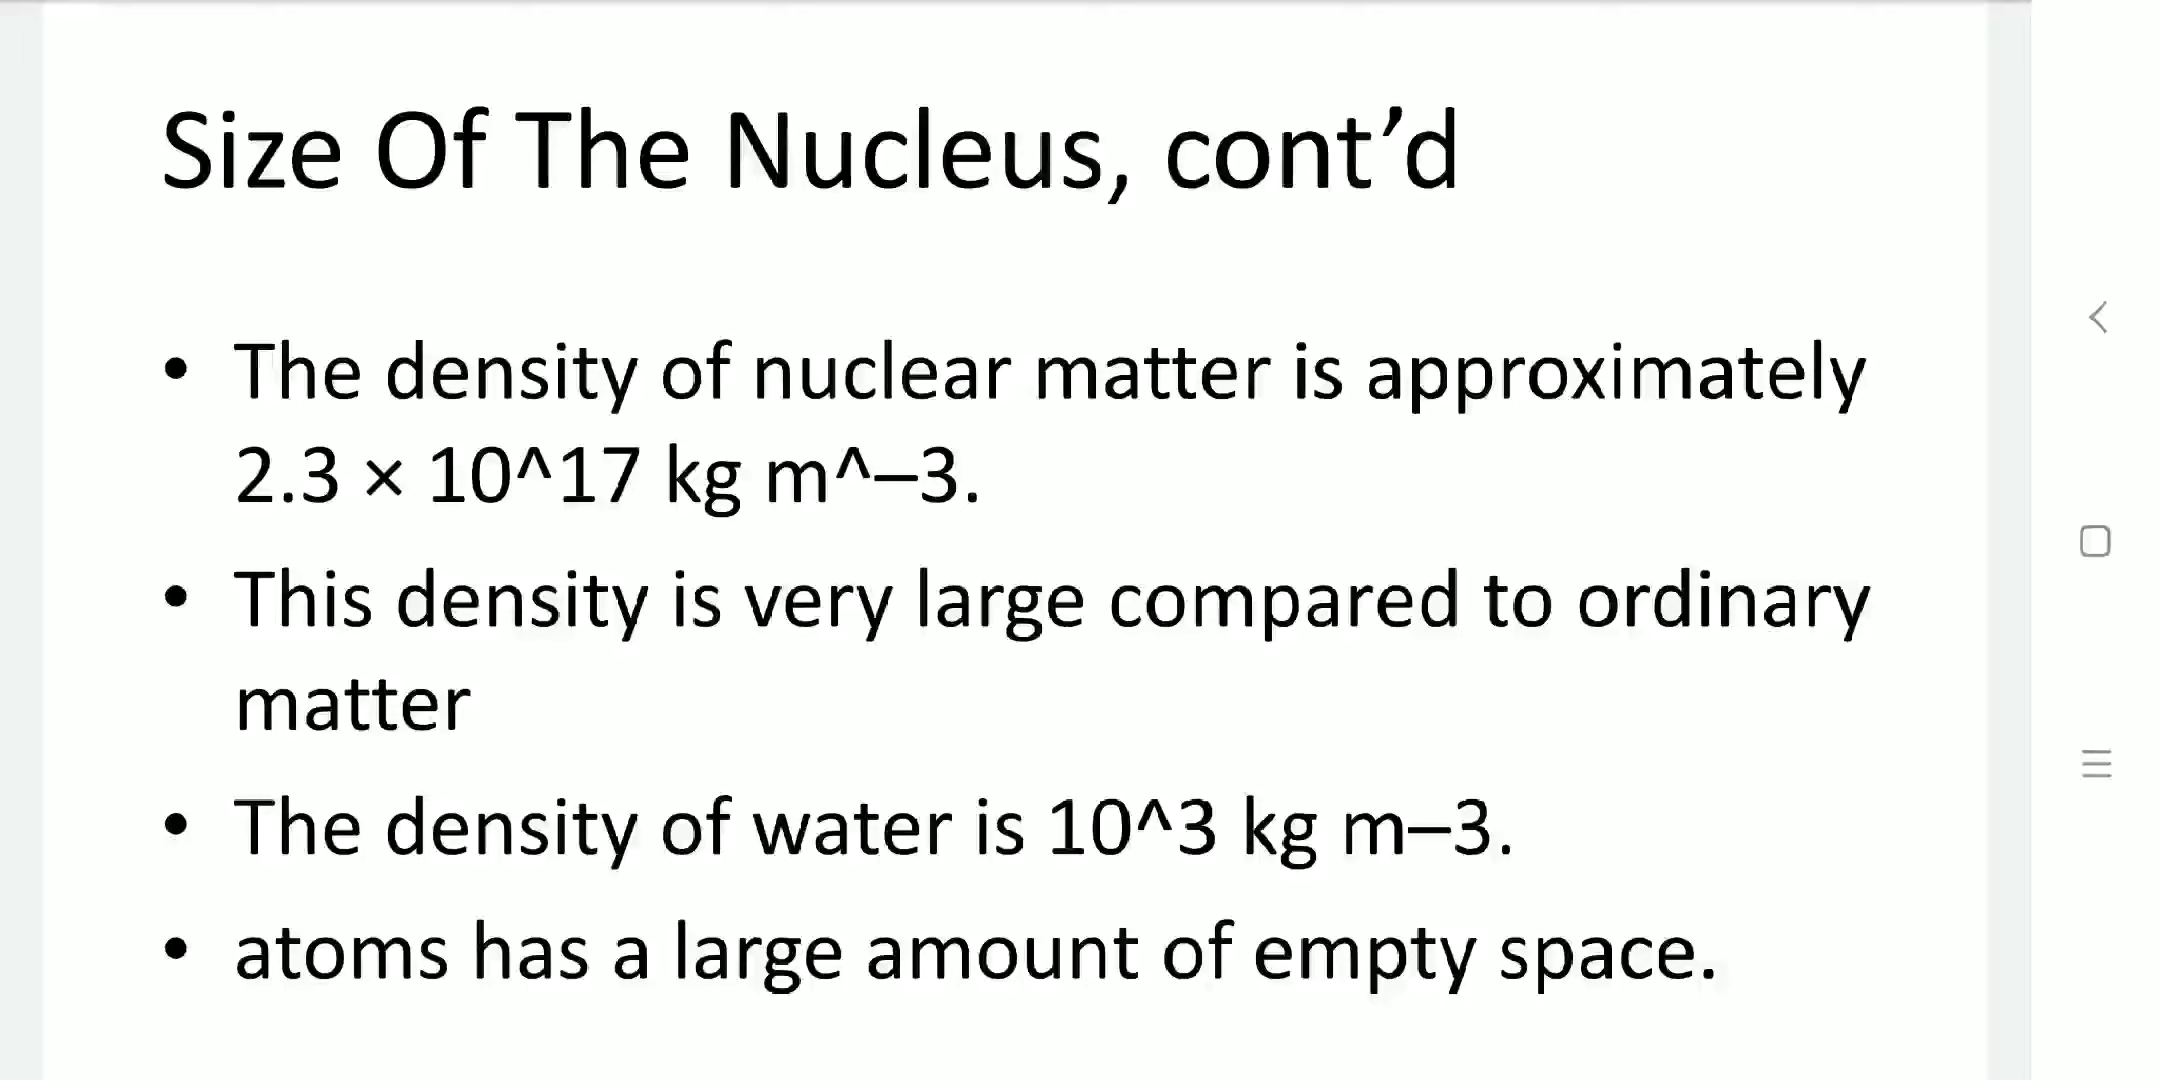 Size Of The Nucleus, cont’d
• The density of nuclear matter is approximately
2.3 × 10^17 kg m^–3.
• This density is very large compared to ordinary
matter
• The density of water is 10^3 kg m–3.
• atoms has a large amount of empty space.